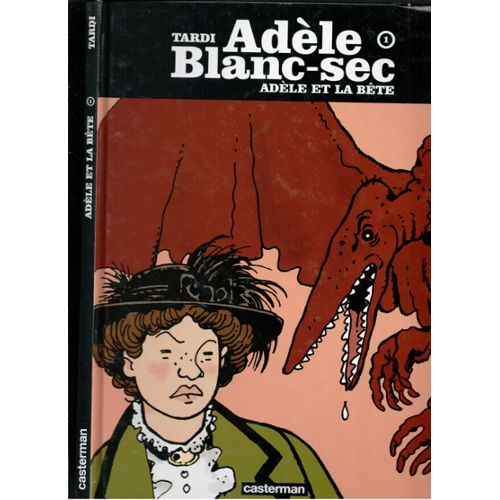 TARDI
ADÈLE ET LA BÊTE
1
casterman
TARDI Adèle 1
Blanc-sec
ADÈLE ET LA BÊTE
casterman